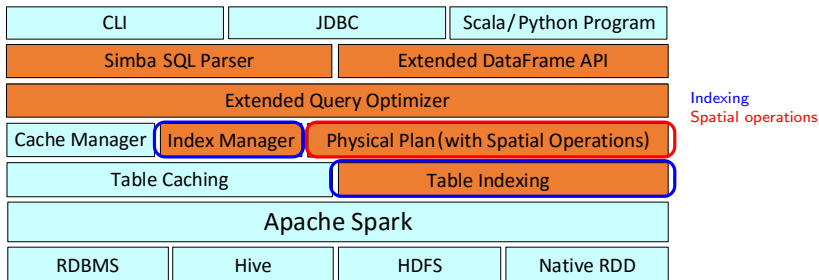 CLI JDBC Scala/Python Program
Simba SQL Parser Extended DataFrame API
Extended Query Optimizer
Indexing
Spatial operations
Cache Manager Index Manager Physical Plan(with Spatial Operations)
Table Caching Table Indexing
Apache Spark
RDBMS Hive HDFS Native RDD